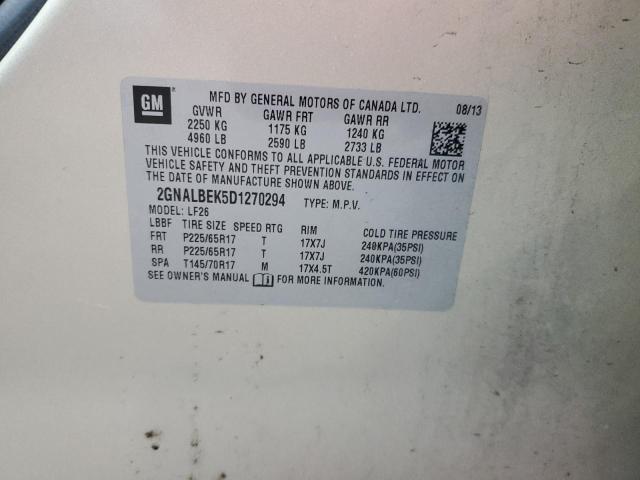 GM
MFD BY GENERAL MOTORS OF CANADA LTD. 08/13
GVWR GAWR FRT GAWR RR
2250 KG 1175 KG 1240 KG
4960 LB 2590 LB 2733 LB
THIS VEHICLE CONFORMS TO ALL APPLICABLE U.S. FEDERAL MOTOR
VEHICLE SAFETY AND THEFT PREVENTION STANDARDS IN EFFECT ON
THE DATE OF MANUFACTURE SHOWN ABOVE.
2GNALBEK5D1270294 TYPE: M.P.V.
MODEL: LF26
LBBF TIRE SIZE SPEED RTG RIM COLD TIRE PRESSURE
FRT P225/65R17 T 17X7J 240KPA(35PSI)
RR P225/65R17 T 17X7J 240KPA(35PSI)
SPA T145/70R17 M 17X4.5T 420KPA(60PSI)
SEE OWNER'S MANUAL FOR MORE INFORMATION